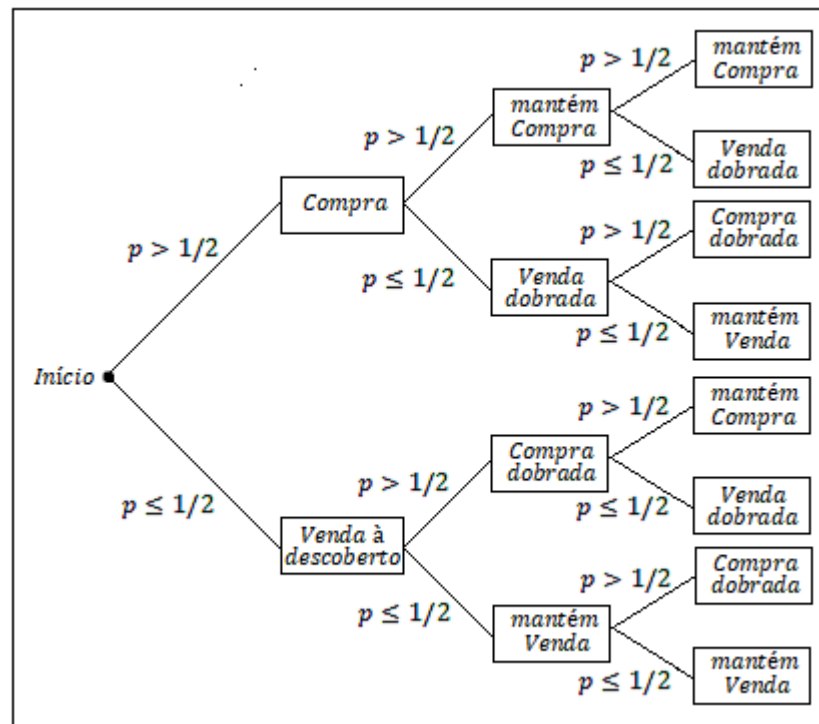 p > 1/2
mantém
Compra
mantém
Compra
p > 1/2
p ≤ 1/2
Venda
dobrada
Compra
p > 1/2
p > 1/2
Compra
dobrada
p ≤ 1/2
Venda
dobrada
p ≤ 1/2
mantém
Venda
Início
p > 1/2
mantém
Compra
p ≤ 1/2
p > 1/2
Compra
dobrada
p ≤ 1/2
Venda
dobrada
Venda à
descoberto
p > 1/2
Compra
dobrada
p ≤ 1/2
mantém
Venda
p ≤ 1/2
mantém
Venda